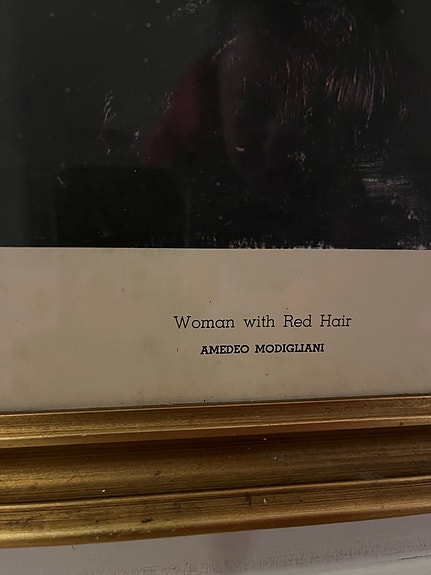 Woman with Red Hair
AMEDEO MODIGLIANI